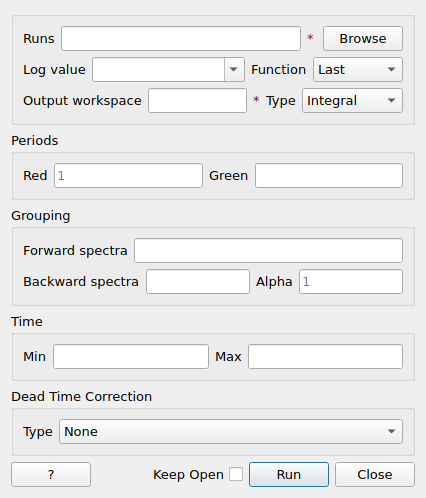 Runs * Browse
Log value Function Last
Output workspace * Type Integral
Periods
Red 1 Green
Grouping
Forward spectra
Backward spectra Alpha 1
Time
Min Max
Dead Time Correction
Type None
? Keep Open Run Close